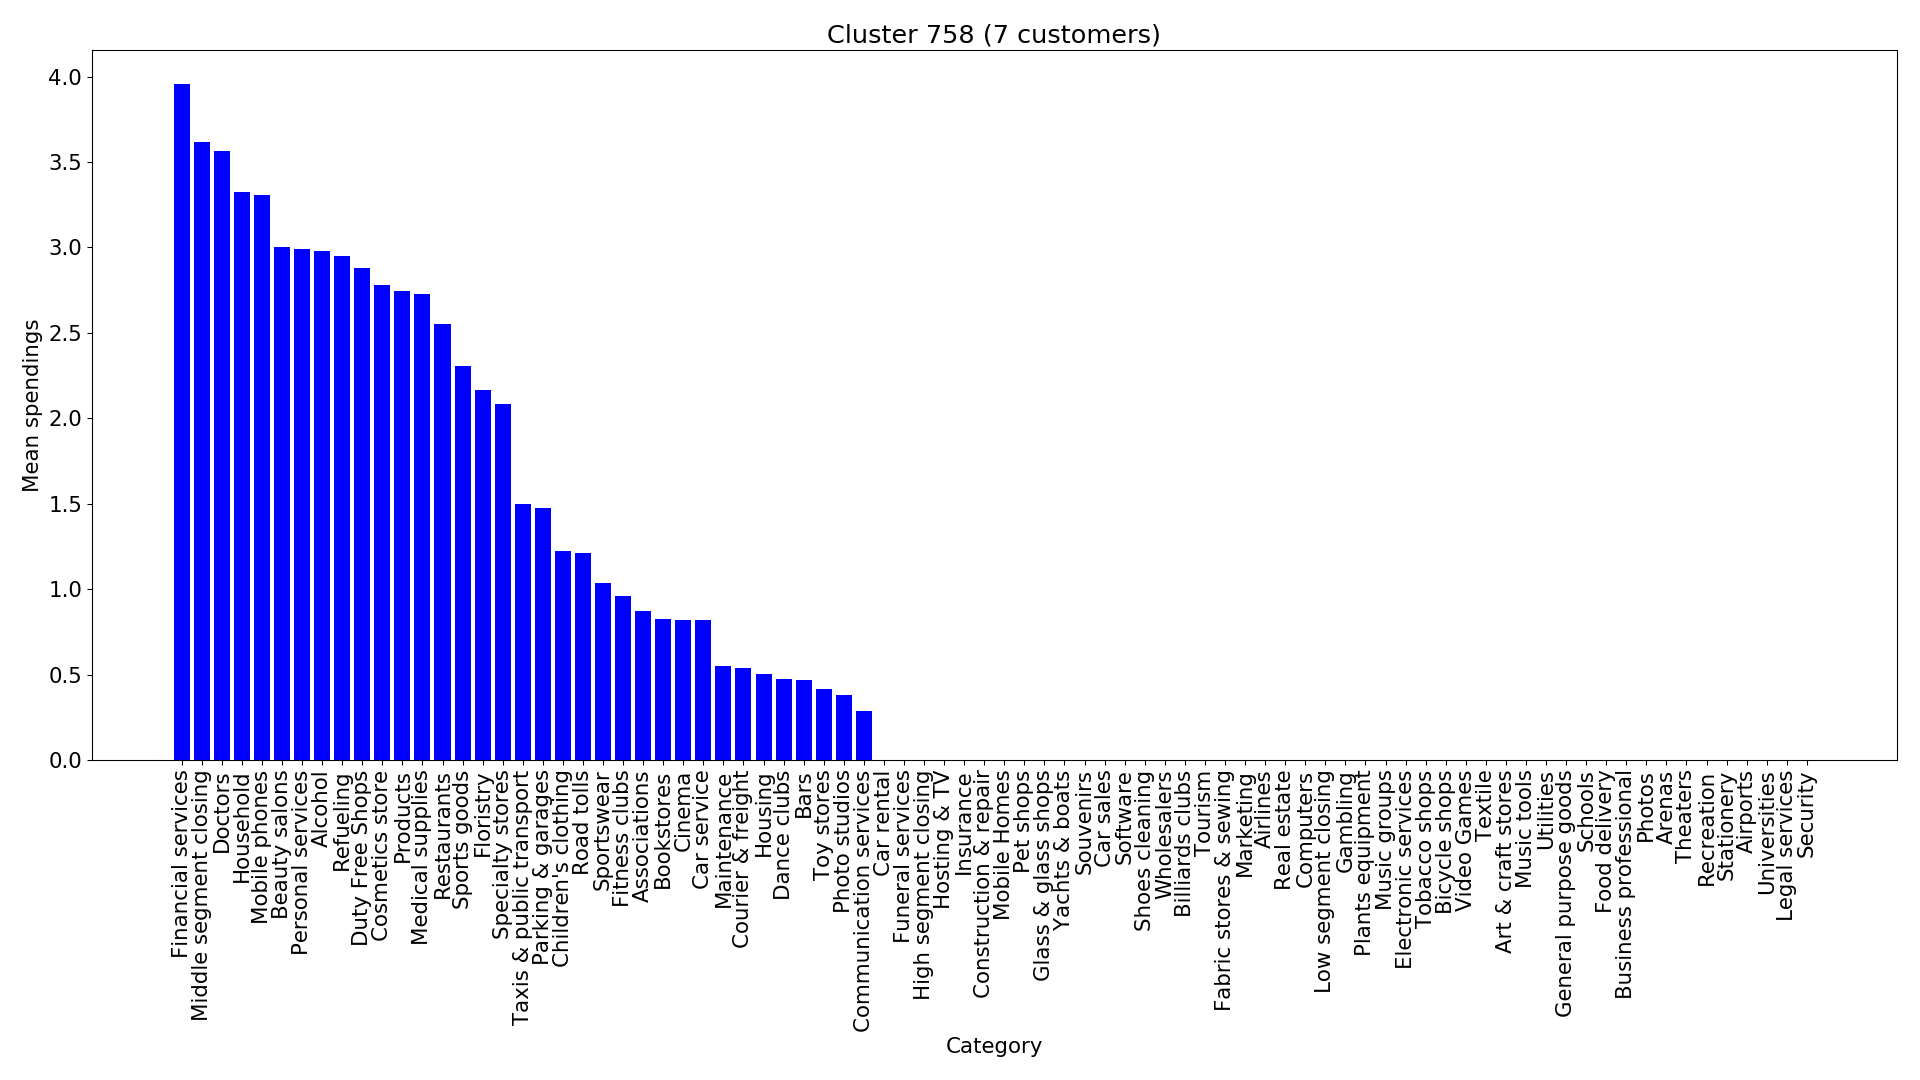 Cluster 758 (7 customers)
4.0
3.5
3.0
2.5
2.0
1.5
1.0
0.5
0.0
Mean spendings
Financial services
Middle segment closing
Doctors
Household
Mobile phones
Beauty salons
Personal services
Alcohol
Refueling
Duty Free Shops
Cosmetics store
Products
Medical supplies
Restaurants
Sports goods
Floristry
Specialty stores
Taxis & public transport
Parking & garages
Children's clothing
Road tolls
Sportswear
Fitness clubs
Associations
Bookstores
Cinema
Car service
Maintenance
Courier & freight
Housing
Dance clubs
Bars
Toy stores
Photo studios
Communication services
Car rental
Funeral services
High segment closing
Hosting & TV
Insurance
Construction & repair
Mobile Homes
Pet shops
Glass & glass shops
Yachts & boats
Souvenirs
Car sales
Software
Shoes cleaning
Wholesalers
Billiards clubs
Tourism
Fabric stores & sewing
Marketing
Airlines
Real estate
Computers
Low segment closing
Gambling
Plants equipment
Music groups
Electronic services
Tobacco shops
Bicycle shops
Video Games
Textile
Art & craft stores
Music tools
Utilities
General purpose goods
Schools
Food delivery
Business professional
Photos
Arenas
Theaters
Recreation
Stationery
Airports
Universities
Legal services
Security
Category